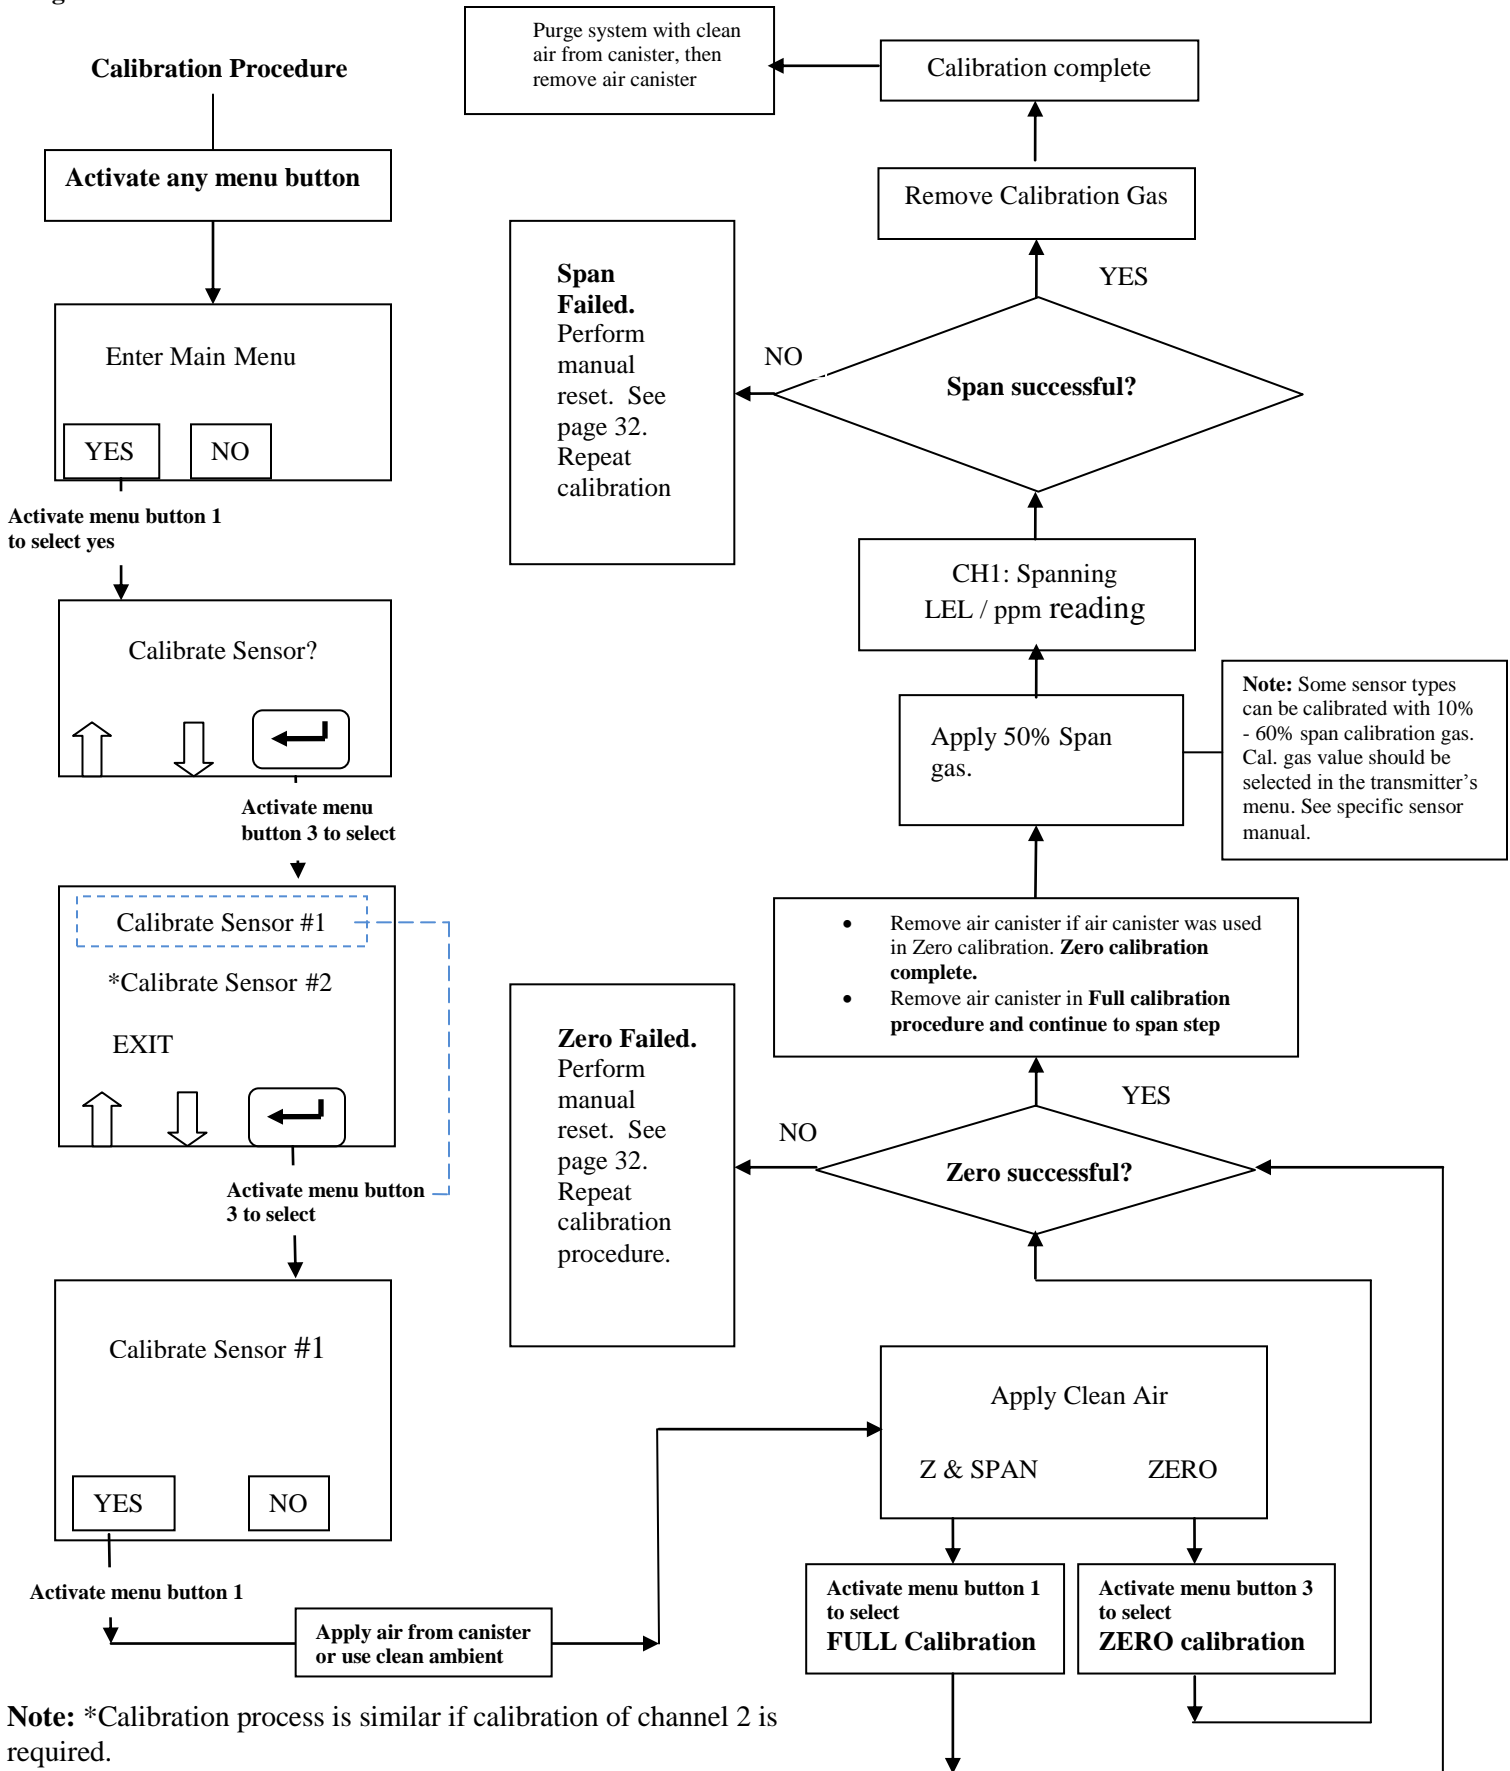 Calibration Procedure
Activate any menu button
Enter Main Menu
YES
NO
Activate menu button 1
to select yes
Calibrate Sensor?
Activate menu
button 3 to select
Calibrate Sensor #1
*Calibrate Sensor #2
EXIT
Activate menu button
3 to select
Calibrate Sensor #1
YES
NO
Activate menu button 1
Apply air from canister
or use clean ambient
Apply Clean Air
Z & SPAN
ZERO
Activate menu button 1
to select
FULL Calibration
Activate menu button 3
to select
ZERO calibration
Zero successful?
NO
YES
Zero Failed.
Perform
manual
reset. See
page 32.
Repeat
calibration
procedure.
• Remove air canister if air canister was used
in Zero calibration. Zero calibration
complete.
• Remove air canister in Full calibration
procedure and continue to span step
Apply 50% Span
gas.
Note: Some sensor types
can be calibrated with 10%
- 60% span calibration gas.
Cal. gas value should be
selected in the transmitter’s
menu. See specific sensor
manual.
CH1: Spanning
LEL / ppm reading
Span successful?
NO
YES
Span
Failed.
Perform
manual
reset. See
page 32.
Repeat
calibration
Remove Calibration Gas
Calibration complete
Purge system with clean
air from canister, then
remove air canister
Note: *Calibration process is similar if calibration of channel 2 is
required.